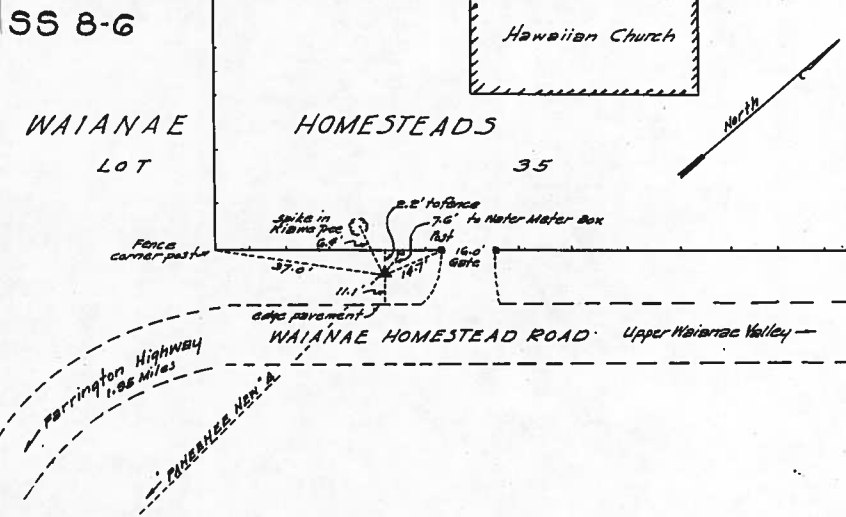 SS 8-6
Hawaiian Church
North
WAIANAE HOMESTEADS
LOT 35
2.2' to fence
7.6' to Water Meter Box
spike in
Kiawe tree
6.4'
Post
16.0'
Gate
Fence
corner post
37.0'
14.7'
11.1'
edge pavement
WAIANAE HOMESTEAD ROAD
Upper Waianae Valley
Farrington Highway
1.95 Miles
PAHEEHEE NEW "A"